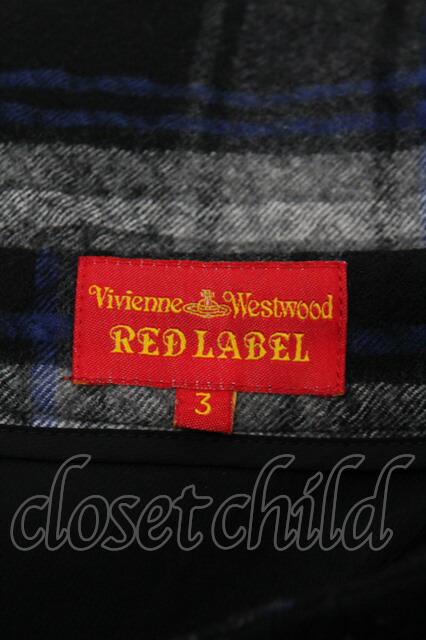 Vivienne Westwood
RED LABEL
3
closetchild